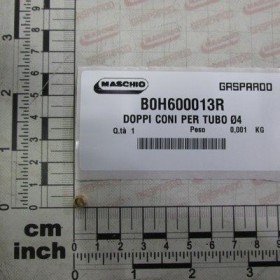 MASCHIO GASPARDO
B0H600013R
DOPPI CONI PER TUBO Ø4
Q.tà 1 Peso 0,001 KG
cm
inch